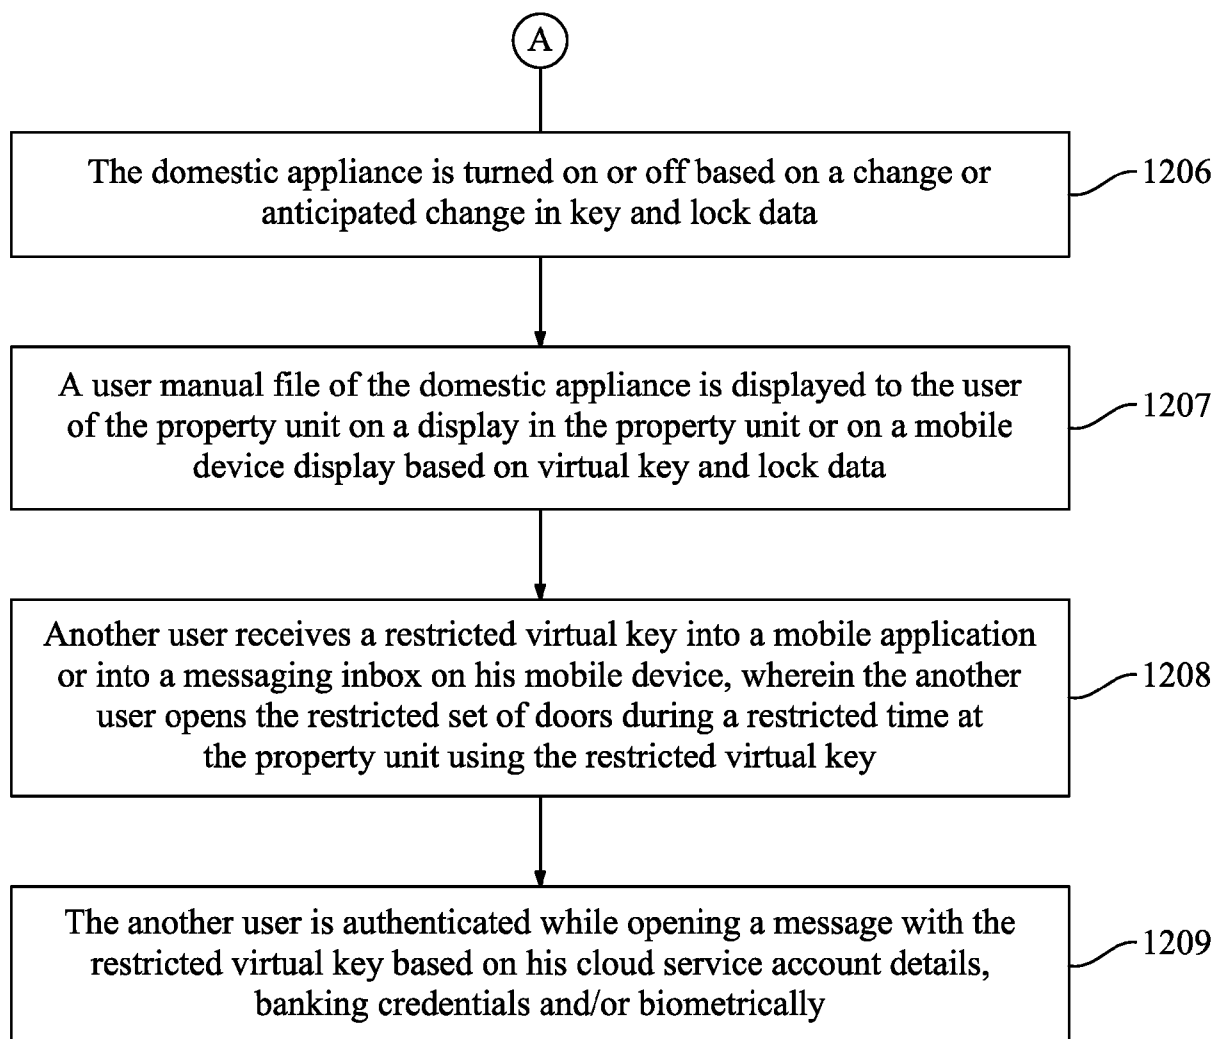 A
The domestic appliance is turned on or off based on a change or
anticipated change in key and lock data
1206
A user manual file of the domestic appliance is displayed to the user
of the property unit on a display in the property unit or on a mobile
device display based on virtual key and lock data
1207
Another user receives a restricted virtual key into a mobile application
or into a messaging inbox on his mobile device, wherein the another
user opens the restricted set of doors during a restricted time at
the property unit using the restricted virtual key
1208
The another user is authenticated while opening a message with the
restricted virtual key based on his cloud service account details,
banking credentials and/or biometrically
1209